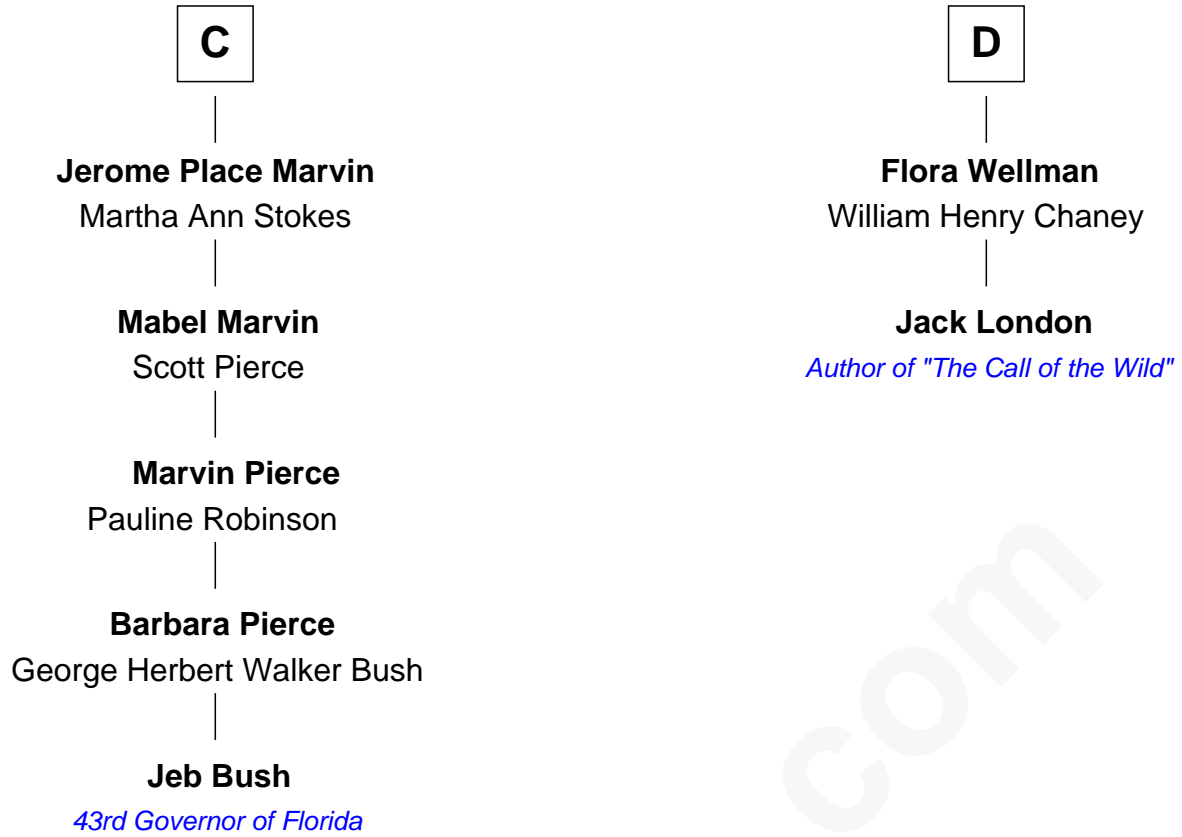 C
Jerome Place Marvin
Martha Ann Stokes
Mabel Marvin
Scott Pierce
Marvin Pierce
Pauline Robinson
Barbara Pierce
George Herbert Walker Bush
Jeb Bush
43rd Governor of Florida
D
Flora Wellman
William Henry Chaney
Jack London
Author of "The Call of the Wild"
com